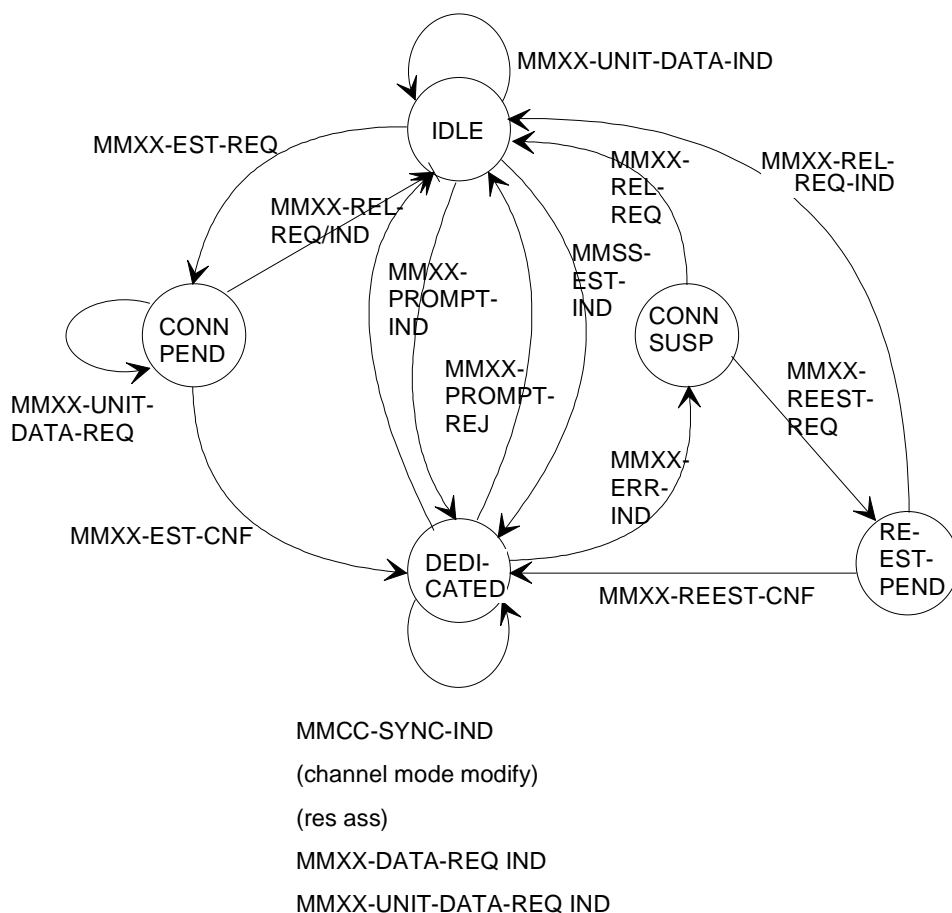 MMXX-UNIT-DATA-IND
IDLE
MMXX-EST-REQ
MMXX-
REL-
REQ
MMXX-REL-
REQ-IND
MMXX-REL-
REQ/IND
MMXX-
PROMPT-
IND
MMSS-
EST-
IND
CONN
PEND
CONN
SUSP
MMXX-
PROMPT-
REJ
MMXX-
REEST-
REQ
MMXX-UNIT-
DATA-REQ
MMXX-
ERR-
IND
MMXX-EST-CNF
DEDI-
CATED
RE-
EST-
PEND
MMXX-REEST-CNF
MMCC-SYNC-IND
(channel mode modify)
(res ass)
MMXX-DATA-REQ IND
MMXX-UNIT-DATA-REQ IND